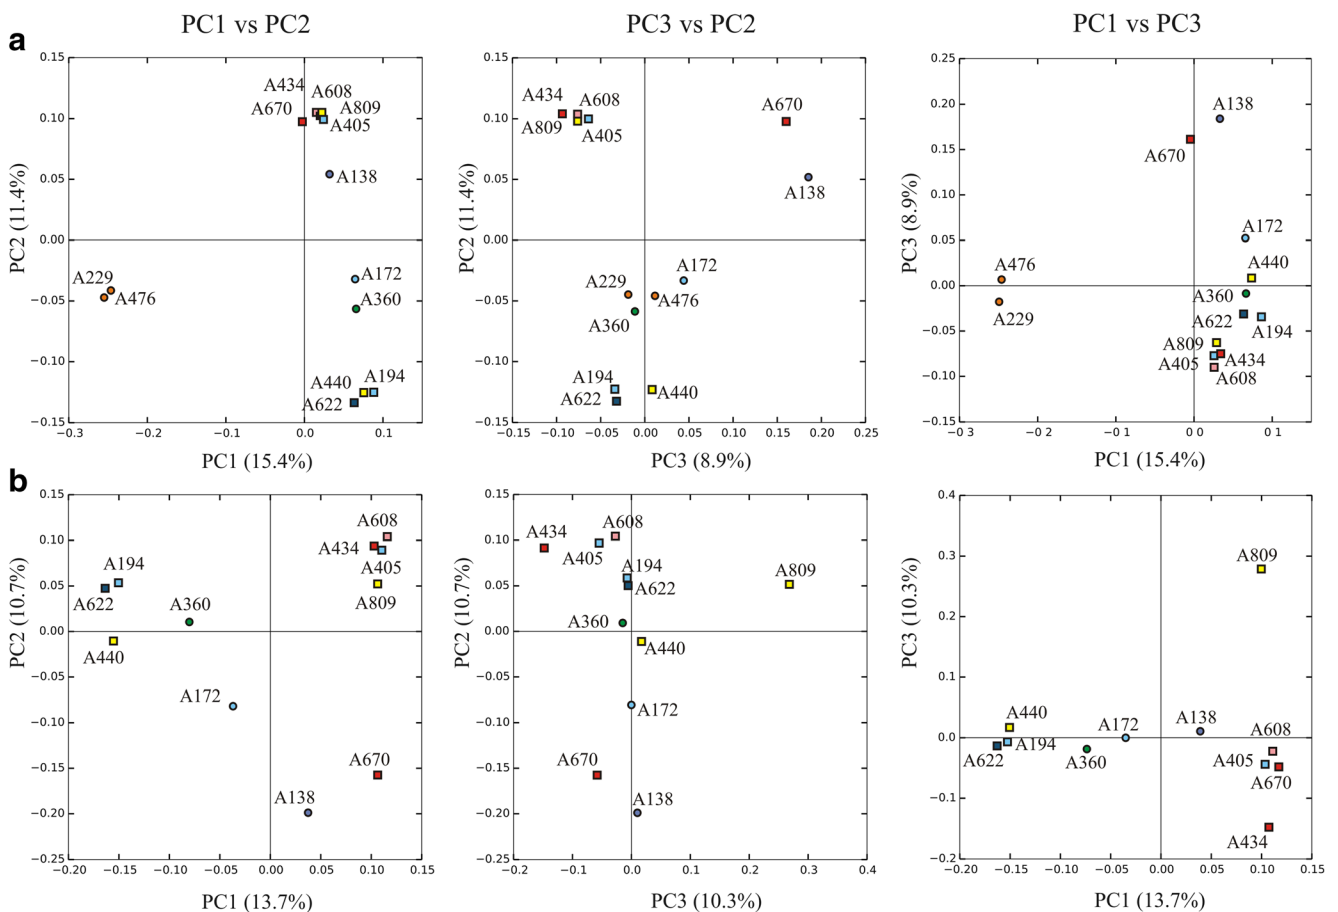 PC1 vs PC2
PC3 vs PC2
PC1 vs PC3
a
0.15
0.10
0.05
0.00
−0.05
−0.10
−0.15
PC2 (11.4%)
A434
A608
A670
A809
A405
A138
A229
A476
A172
A360
A440
A194
A622
−0.3
−0.2
−0.1
0.0
0.1
PC1 (15.4%)
0.15
0.10
0.05
0.00
−0.05
−0.10
−0.15
PC2 (11.4%)
A434
A608
A809
A405
A670
A138
A229
A172
A476
A360
A194
A622
A440
−0.15
−0.10
−0.05
0.00
0.05
0.10
0.15
0.20
0.25
PC3 (8.9%)
0.25
0.20
0.15
0.10
0.05
0.00
−0.05
−0.10
−0.15
PC3 (8.9%)
A138
A670
A172
A476
A440
A360
A229
A622
A194
A809
A405
A434
A608
−0 3
−0 2
−0 1
0.0
0.1
PC1 (15.4%)
b
0.15
0.10
0.05
0.00
−0.05
−0.10
−0.15
−0.20
−0.25
PC2 (10.7%)
A608
A434
A194
A405
A622
A360
A809
A440
A172
A670
A138
−0.20
−0.15
−0.10
−0.05
0.00
0.05
0.10
0.15
PC1 (13.7%)
0.15
0.10
0.05
0.00
−0.05
−0.10
−0.15
−0.20
−0.25
PC2 (10.7%)
A434
A608
A405
A194
A809
A622
A360
A440
A172
A670
A138
−0.2
−0.1
0.0
0.1
0.2
0.3
0.4
PC3 (10.3%)
0.4
0.3
0.2
0.1
0.0
−0.1
−0.2
PC3 (10.3%)
A809
A440
A172
A138
A608
A194
A622
A360
A405
A670
A434
−0.20
−0.15
−0.10
−0.05
0.00
0.05
0.10
0.15
PC1 (13.7%)